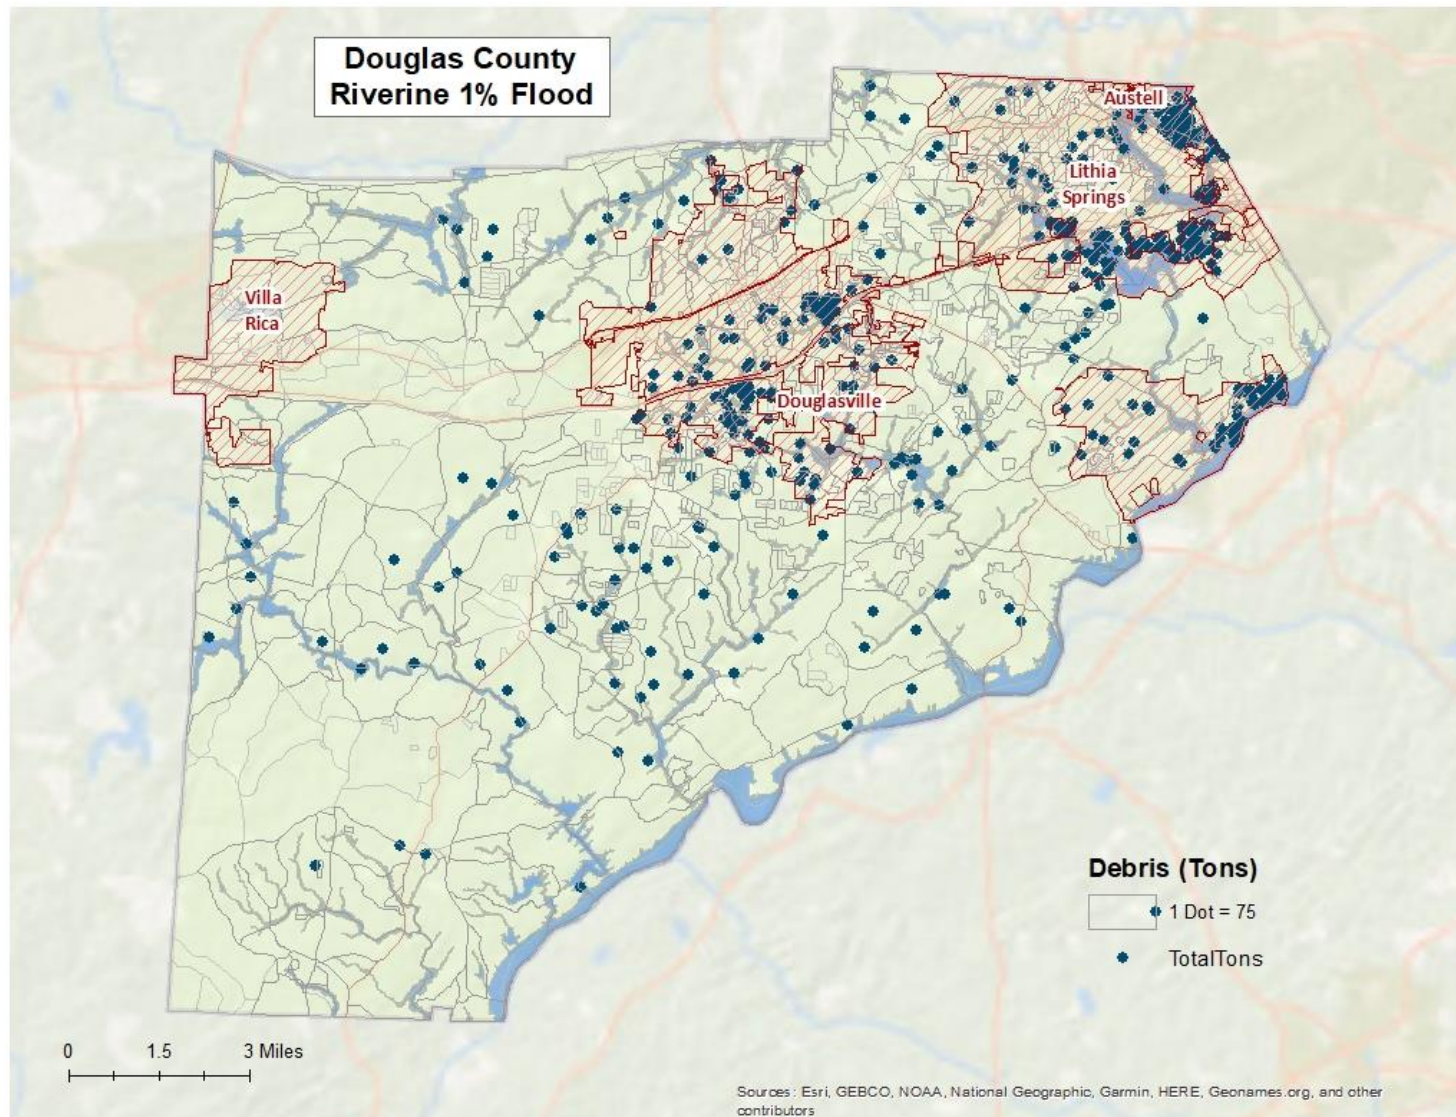 Douglas County
Riverine 1% Flood
Austell
Lithia
Springs
Villa
Rica
Douglasville
Debris (Tons)
1 Dot = 75
TotalTons
0 1.5 3 Miles
Sources: Esri, GEBCO, NOAA, National Geographic, Garmin, HERE, Geonames.org, and other
contributors